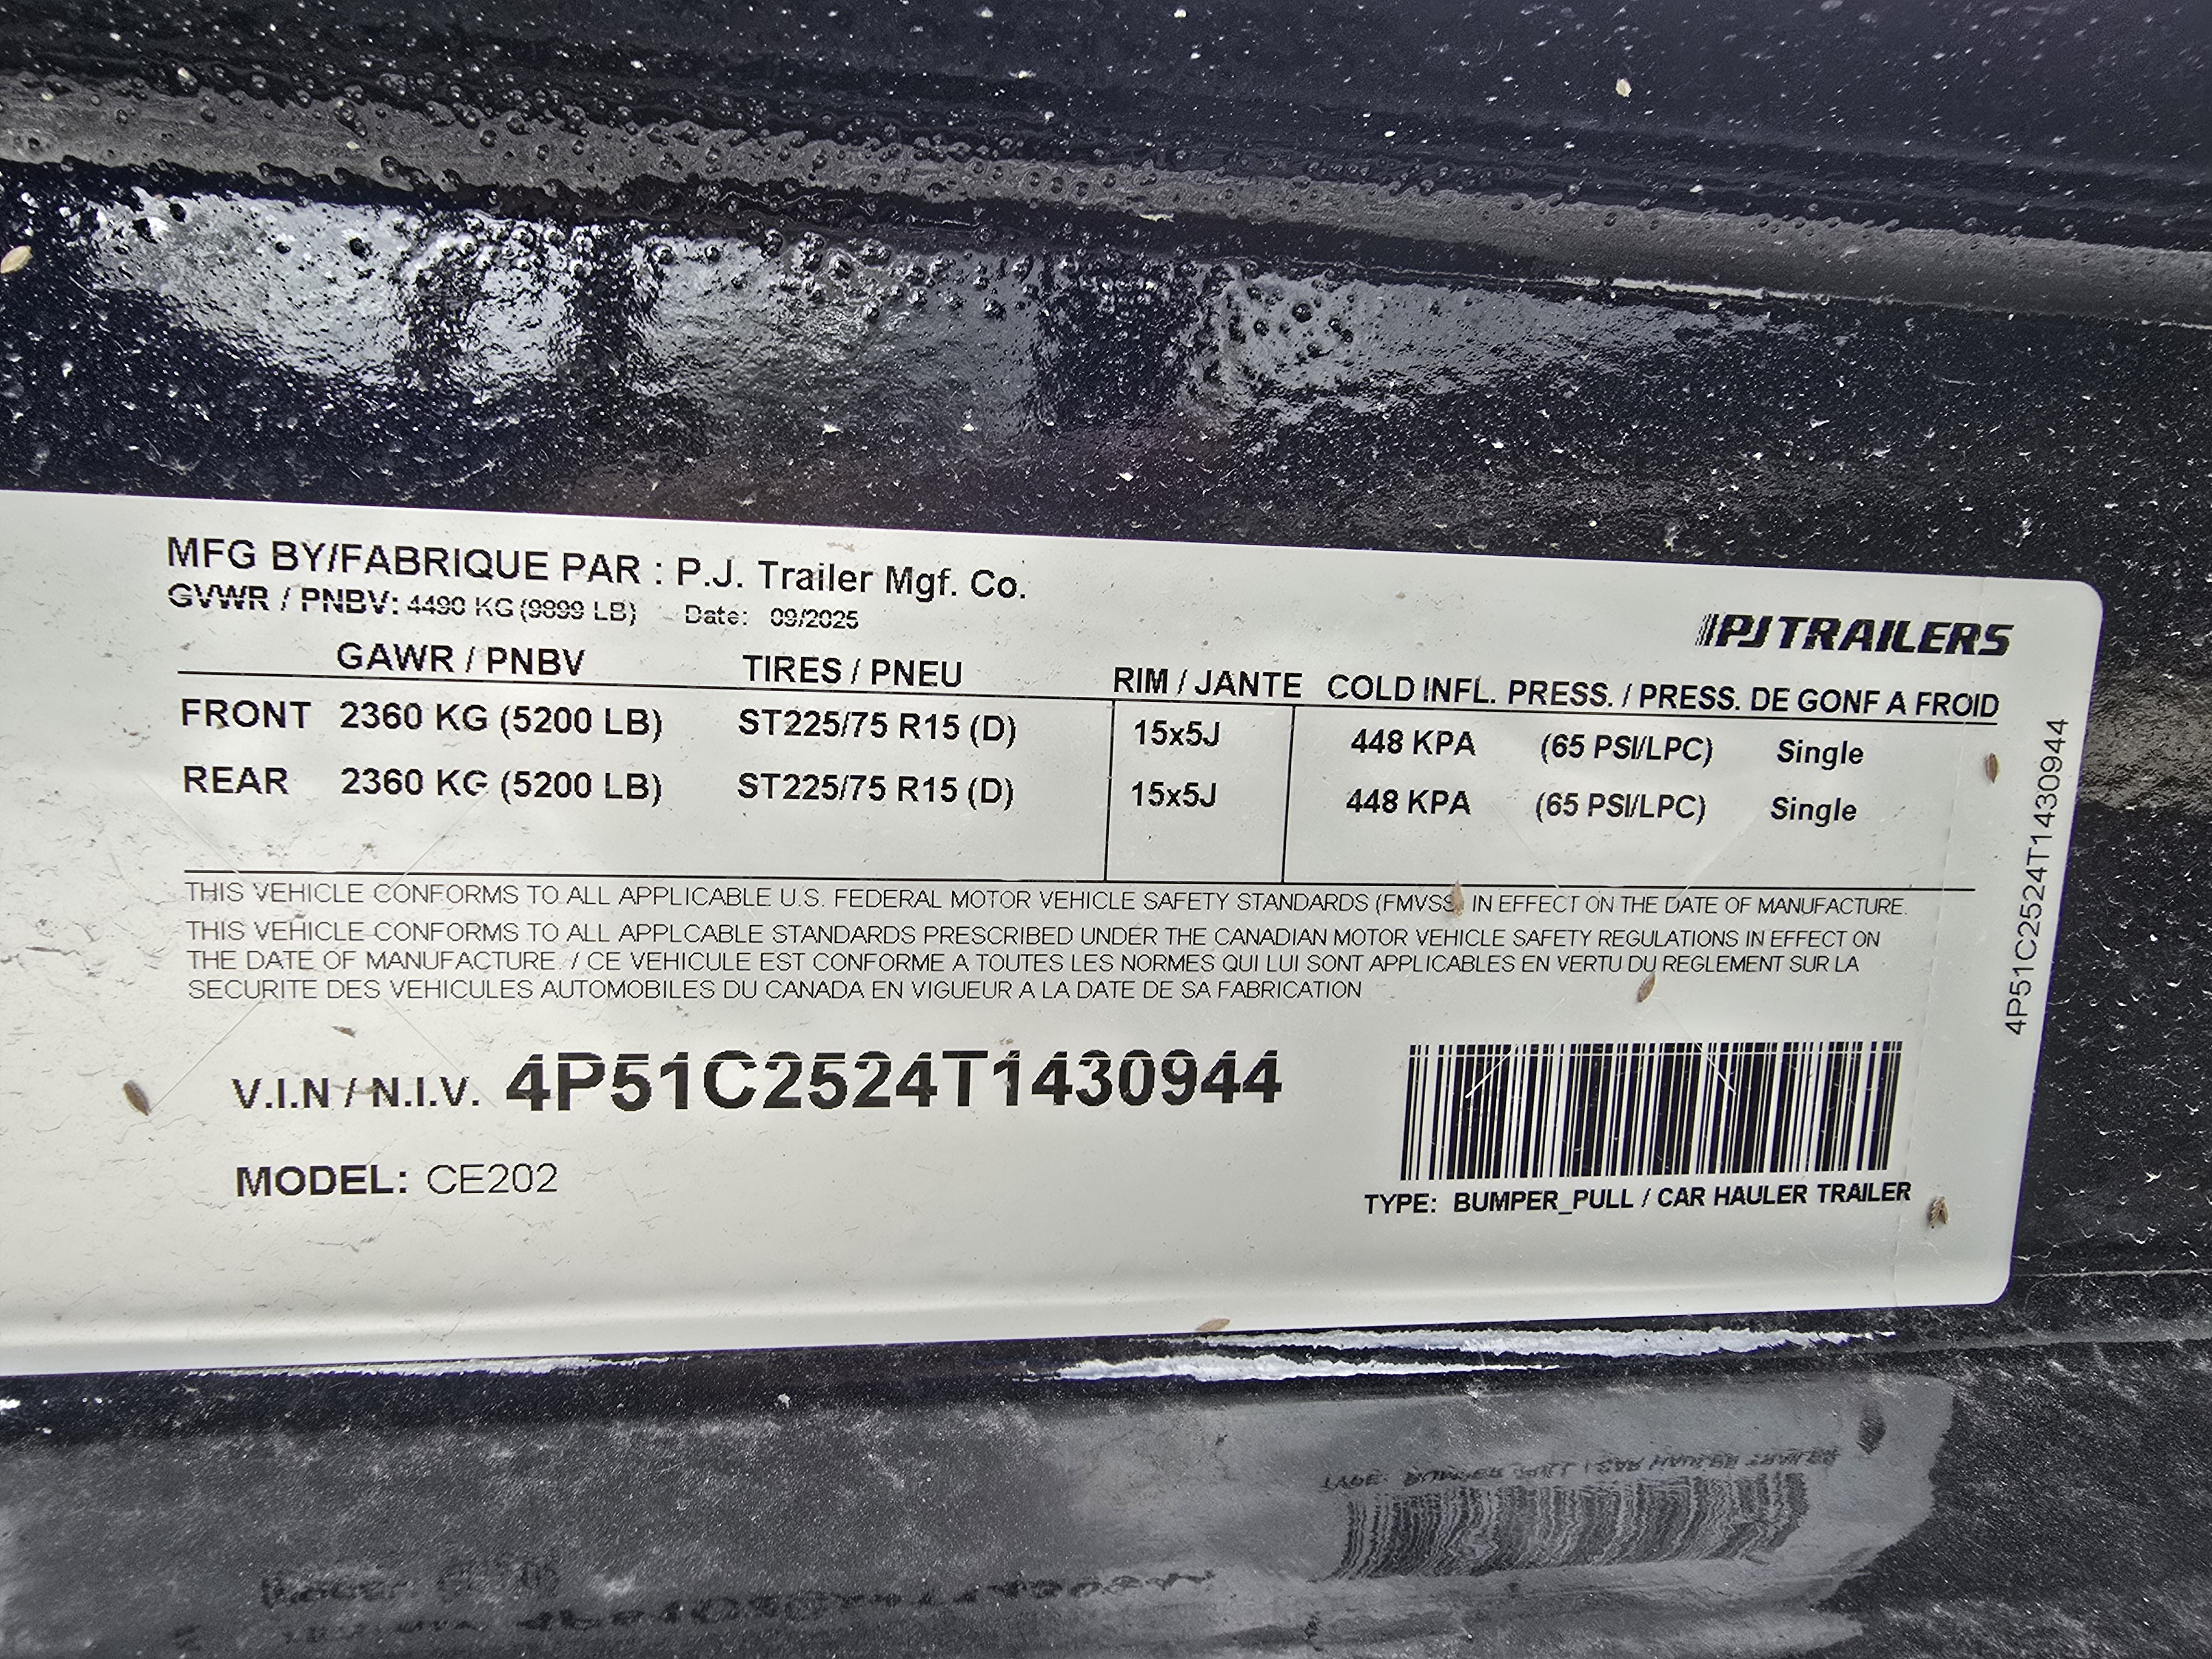 MFG BY/FABRIQUE PAR : P.J. Trailer Mgf. Co.
GVWR / PNBV: 4490 KG (9899 LB) Date: 09/2025
PJTRAILERS
GAWR / PNBV TIRES / PNEU RIM / JANTE COLD INFL. PRESS. / PRESS. DE GONF A FROID
FRONT 2360 KG (5200 LB) ST225/75 R15 (D) 15x5J 448 KPA (65 PSI/LPC) Single
REAR 2360 KG (5200 LB) ST225/75 R15 (D) 15x5J 448 KPA (65 PSI/LPC) Single
THIS VEHICLE CONFORMS TO ALL APPLICABLE U.S. FEDERAL MOTOR VEHICLE SAFETY STANDARDS (FMVSS) IN EFFECT ON THE DATE OF MANUFACTURE.
THIS VEHICLE CONFORMS TO ALL APPLCABLE STANDARDS PRESCRIBED UNDER THE CANADIAN MOTOR VEHICLE SAFETY REGULATIONS IN EFFECT ON
THE DATE OF MANUFACTURE. / CE VEHICULE EST CONFORME A TOUTES LES NORMES QUI LUI SONT APPLICABLES EN VERTU DU REGLEMENT SUR LA
SECURITE DES VEHICULES AUTOMOBILES DU CANADA EN VIGUEUR A LA DATE DE SA FABRICATION
V.I.N / N.I.V. 4P51C2524T1430944
MODEL: CE202
TYPE: BUMPER_PULL / CAR HAULER TRAILER
4P51C2524T1430944